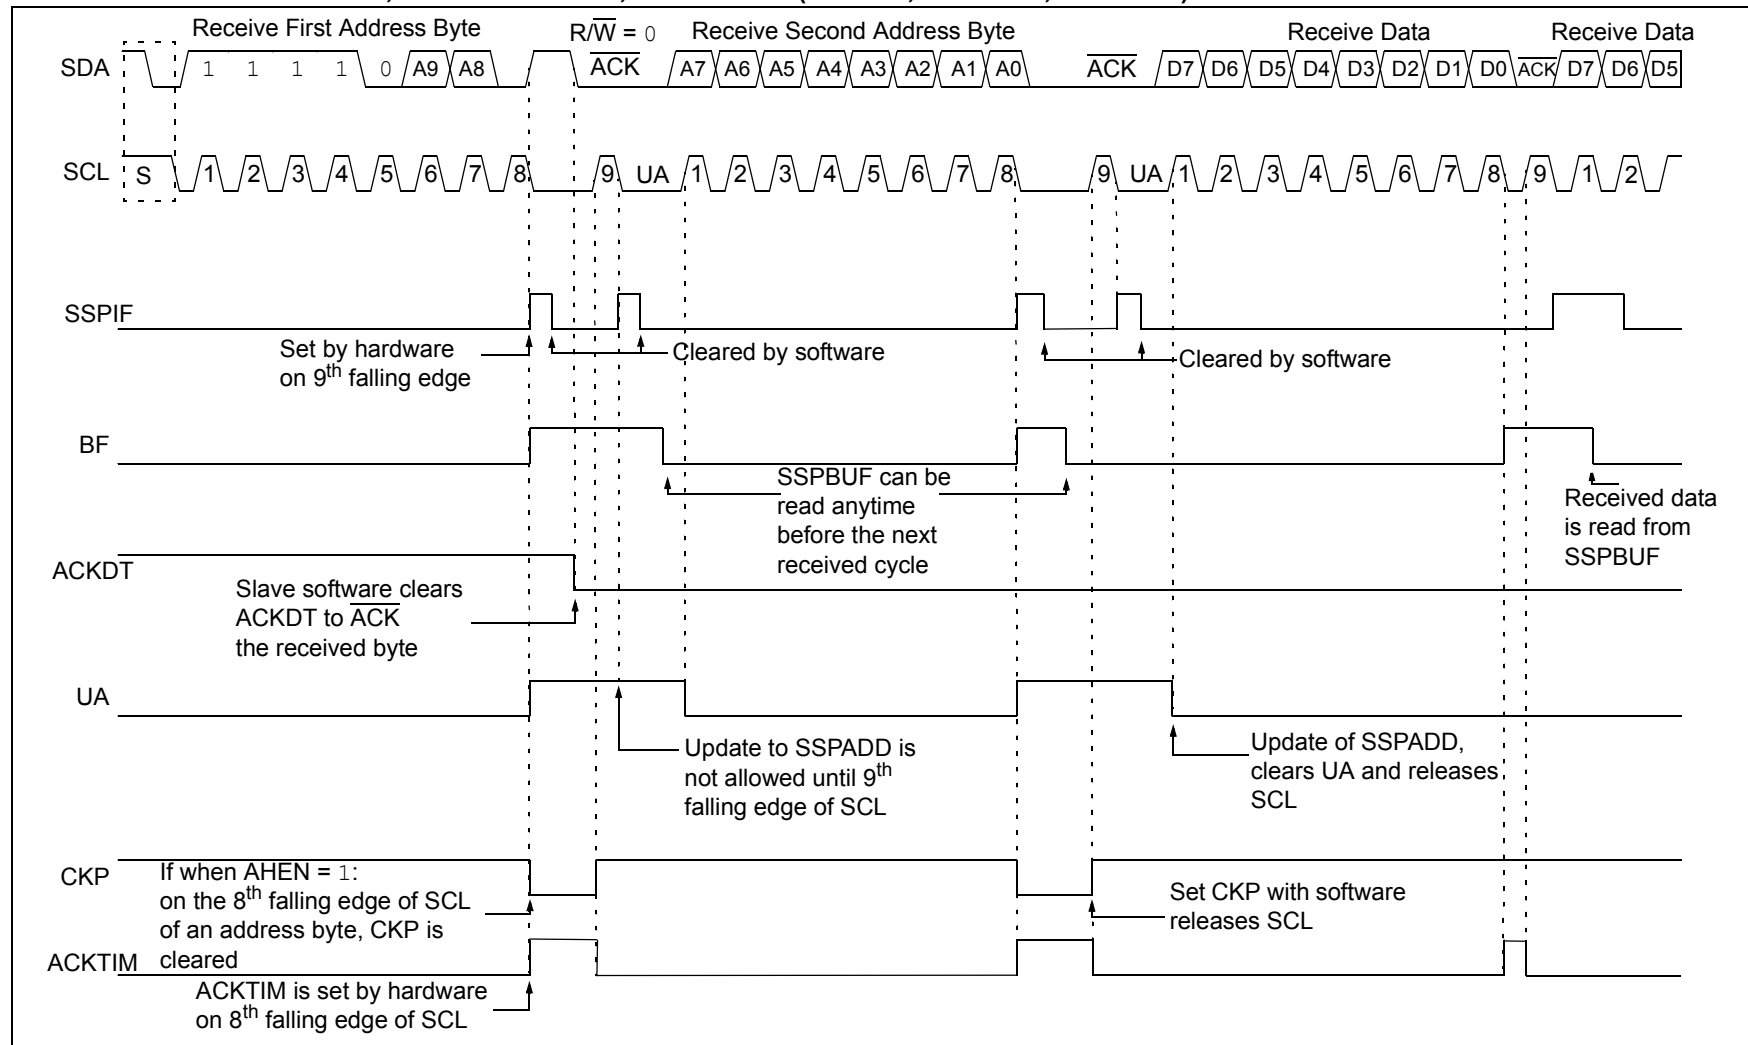 Receive First Address Byte
R/W = 0
Receive Second Address Byte
Receive Data
Receive Data
SDA
1 1 1 1 0 A9 A8
ACK
A7 A6 A5 A4 A3 A2 A1 A0
ACK
D7 D6 D5 D4 D3 D2 D1 D0
ACK
D7 D6 D5
SCL
S
1 2 3 4 5 6 7 8
9
UA
1 2 3 4 5 6 7 8
9
UA
1 2 3 4 5 6 7 8
9
1 2
SSPIF
Set by hardware
on 9th falling edge
Cleared by software
Cleared by software
BF
SSPBUF can be
read anytime
before the next
received cycle
Received data
is read from
SSPBUF
ACKDT
Slave software clears
ACKDT to ACK
the received byte
UA
Update to SSPADD is
not allowed until 9th
falling edge of SCL
Update of SSPADD,
clears UA and releases
SCL
CKP
If when AHEN = 1:
on the 8th falling edge of SCL
of an address byte, CKP is
cleared
Set CKP with software
releases SCL
ACKTIM
ACKTIM is set by hardware
on 8th falling edge of SCL